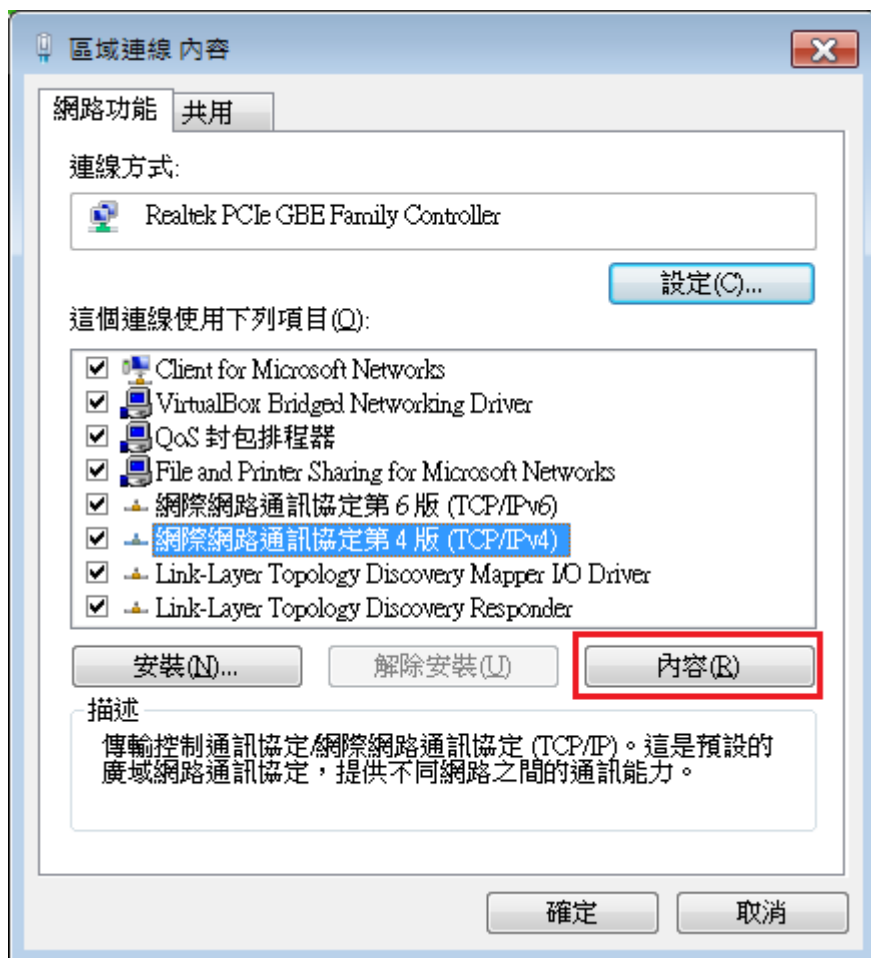 區域連線 內容
網路功能 共用
連線方式:
Realtek PCIe GBE Family Controller
設定(C)...
這個連線使用下列項目(O):
Client for Microsoft Networks
VirtualBox Bridged Networking Driver
QoS 封包排程器
File and Printer Sharing for Microsoft Networks
網際網路通訊協定第 6 版 (TCP/IPv6)
網際網路通訊協定第 4 版 (TCP/IPv4)
Link-Layer Topology Discovery Mapper I/O Driver
Link-Layer Topology Discovery Responder
安裝(N)... 解除安裝(U) 內容(R)
描述
傳輸控制通訊協定/網際網路通訊協定 (TCP/IP)。這是預設的
廣域網路通訊協定，提供不同網路之間的通訊能力。
確定 取消